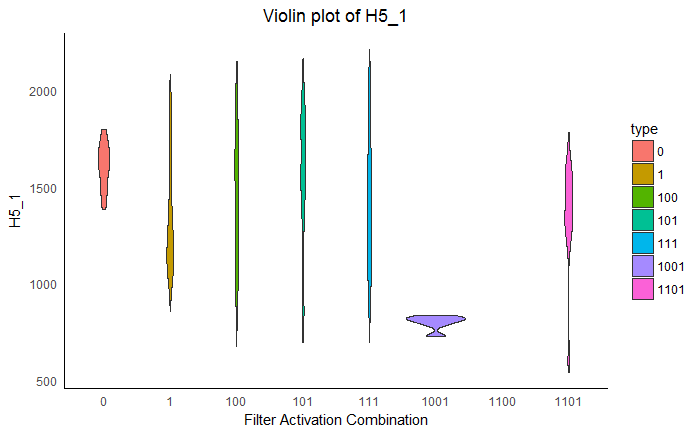 Violin plot of H5_1
H5_1
2000
1500
1000
500
0 1 100 101 111 1001 1100 1101
Filter Activation Combination
type
0
1
100
101
111
1001
1101